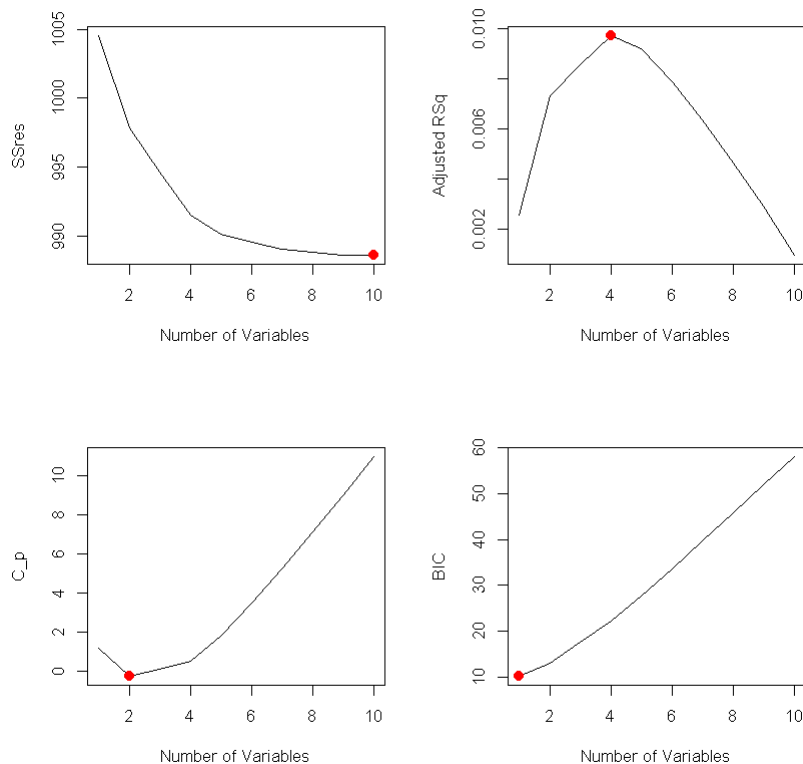 SSres
1005
1000
995
990
2 4 6 8 10
Number of Variables
Adjusted RSq
0.010
0.006
0.002
2 4 6 8 10
Number of Variables
C_p
10
8
6
4
2
0
2 4 6 8 10
Number of Variables
BIC
60
50
40
30
20
10
2 4 6 8 10
Number of Variables